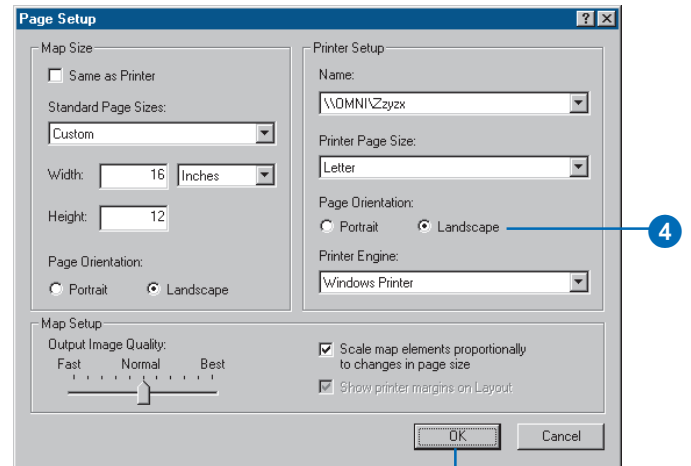 Page Setup
Map Size
Same as Printer
Standard Page Sizes:
Custom
Width: 16 Inches
Height: 12
Page Orientation:
Portrait Landscape
Printer Setup
Name:
\\OMNI\Zzyzx
Printer Page Size:
Letter
Page Orientation:
Portrait Landscape
4
Printer Engine:
Windows Printer
Map Setup
Output Image Quality:
Fast Normal Best
Scale map elements proportionally
to changes in page size
Show printer margins on Layout
OK Cancel